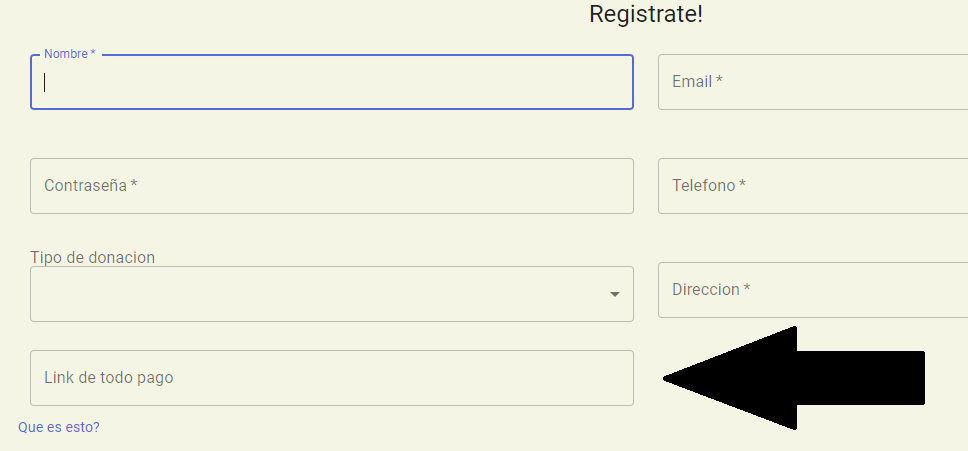 Registrate!
Nombre *
Email *
Contraseña *
Telefono *
Tipo de donacion
Direccion *
Link de todo pago
Que es esto?